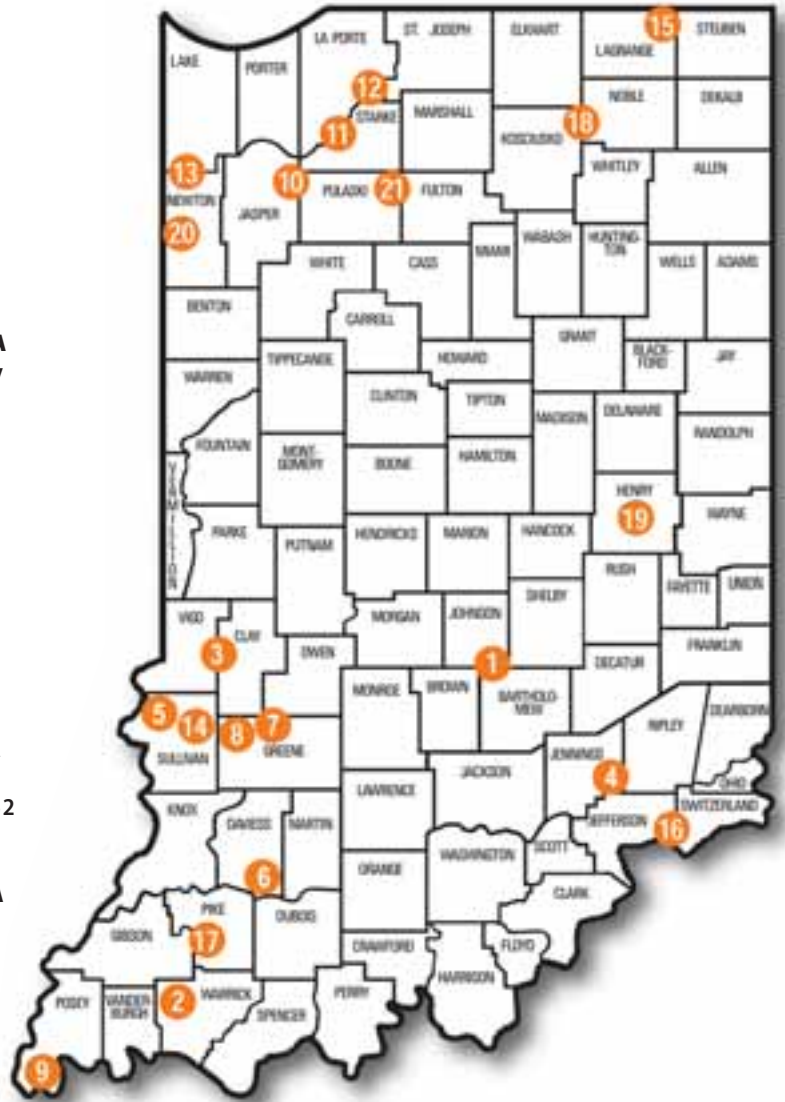 LAKE
PORTER
LA PORTE
ST. JOSEPH
ELKHART
LAGRANGE
15
STEUBEN
12
STARKE
MARSHALL
NOBLE
DEKALB
11
KOSCIUSKO
18
13
NEWTON
10
PULASKI
21
FULTON
WHITLEY
ALLEN
JASPER
20
WHITE
CASS
MIAMI
WABASH
HUNTING-
TON
WELLS
ADAMS
BENTON
CARROLL
GRANT
BLACK-
FORD
JAY
A
WARREN
TIPPECANOE
HOWARD
CLINTON
TIPTON
MADISON
DELAWARE
RANDOLPH
FOUNTAIN
MONT-
GOMERY
BOONE
HAMILTON
VERMILLION
HENRY
19
WAYNE
PARKE
PUTNAM
HENDRICKS
MARION
HANCOCK
RUSH
FAYETTE
UNION
VIGO
CLAY
MORGAN
JOHNSON
SHELBY
3
OWEN
1
DECATUR
FRANKLIN
MONROE
BROWN
BARTHOLO-
MEW
5
14
8
7
GREENE
RIPLEY
DEARBORN
SULLIVAN
JACKSON
JENNINGS
4
OHIO
2
KNOX
DAVIESS
MARTIN
LAWRENCE
JEFFERSON
16
SWITZERLAND
WASHINGTON
SCOTT
6
ORANGE
A
PIKE
DUBOIS
CLARK
GIBSON
17
CRAWFORD
FLOYD
HARRISON
POSEY
VANDER-
BURGH
2
WARRICK
SPENCER
PERRY
9